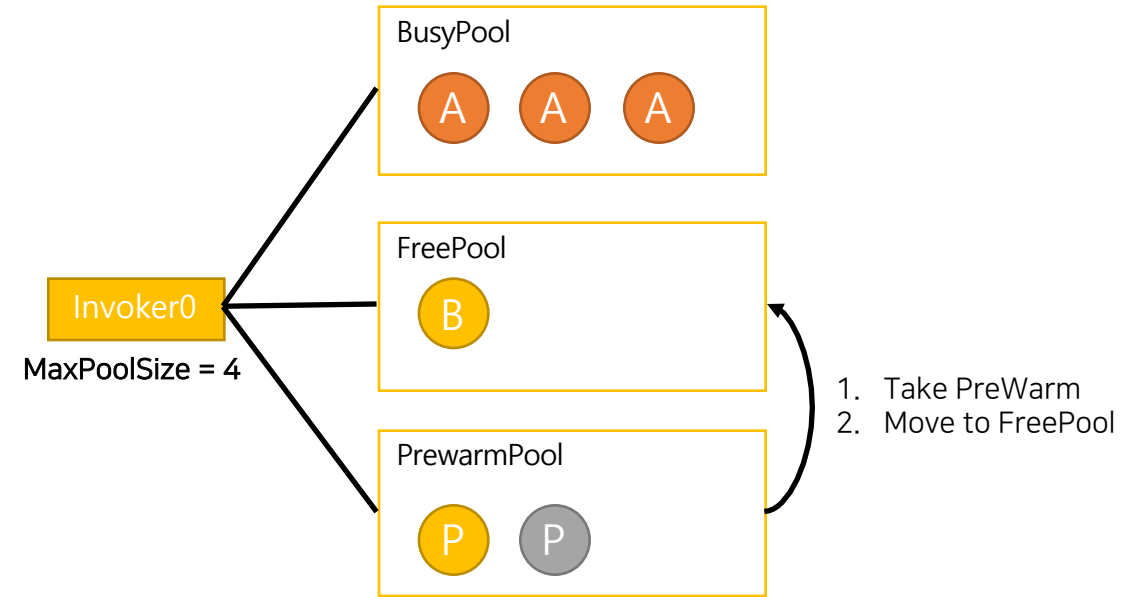 BusyPool
A A A
FreePool
B
Invoker0
MaxPoolSize = 4
1. Take PreWarm
2. Move to FreePool
PrewarmPool
P P